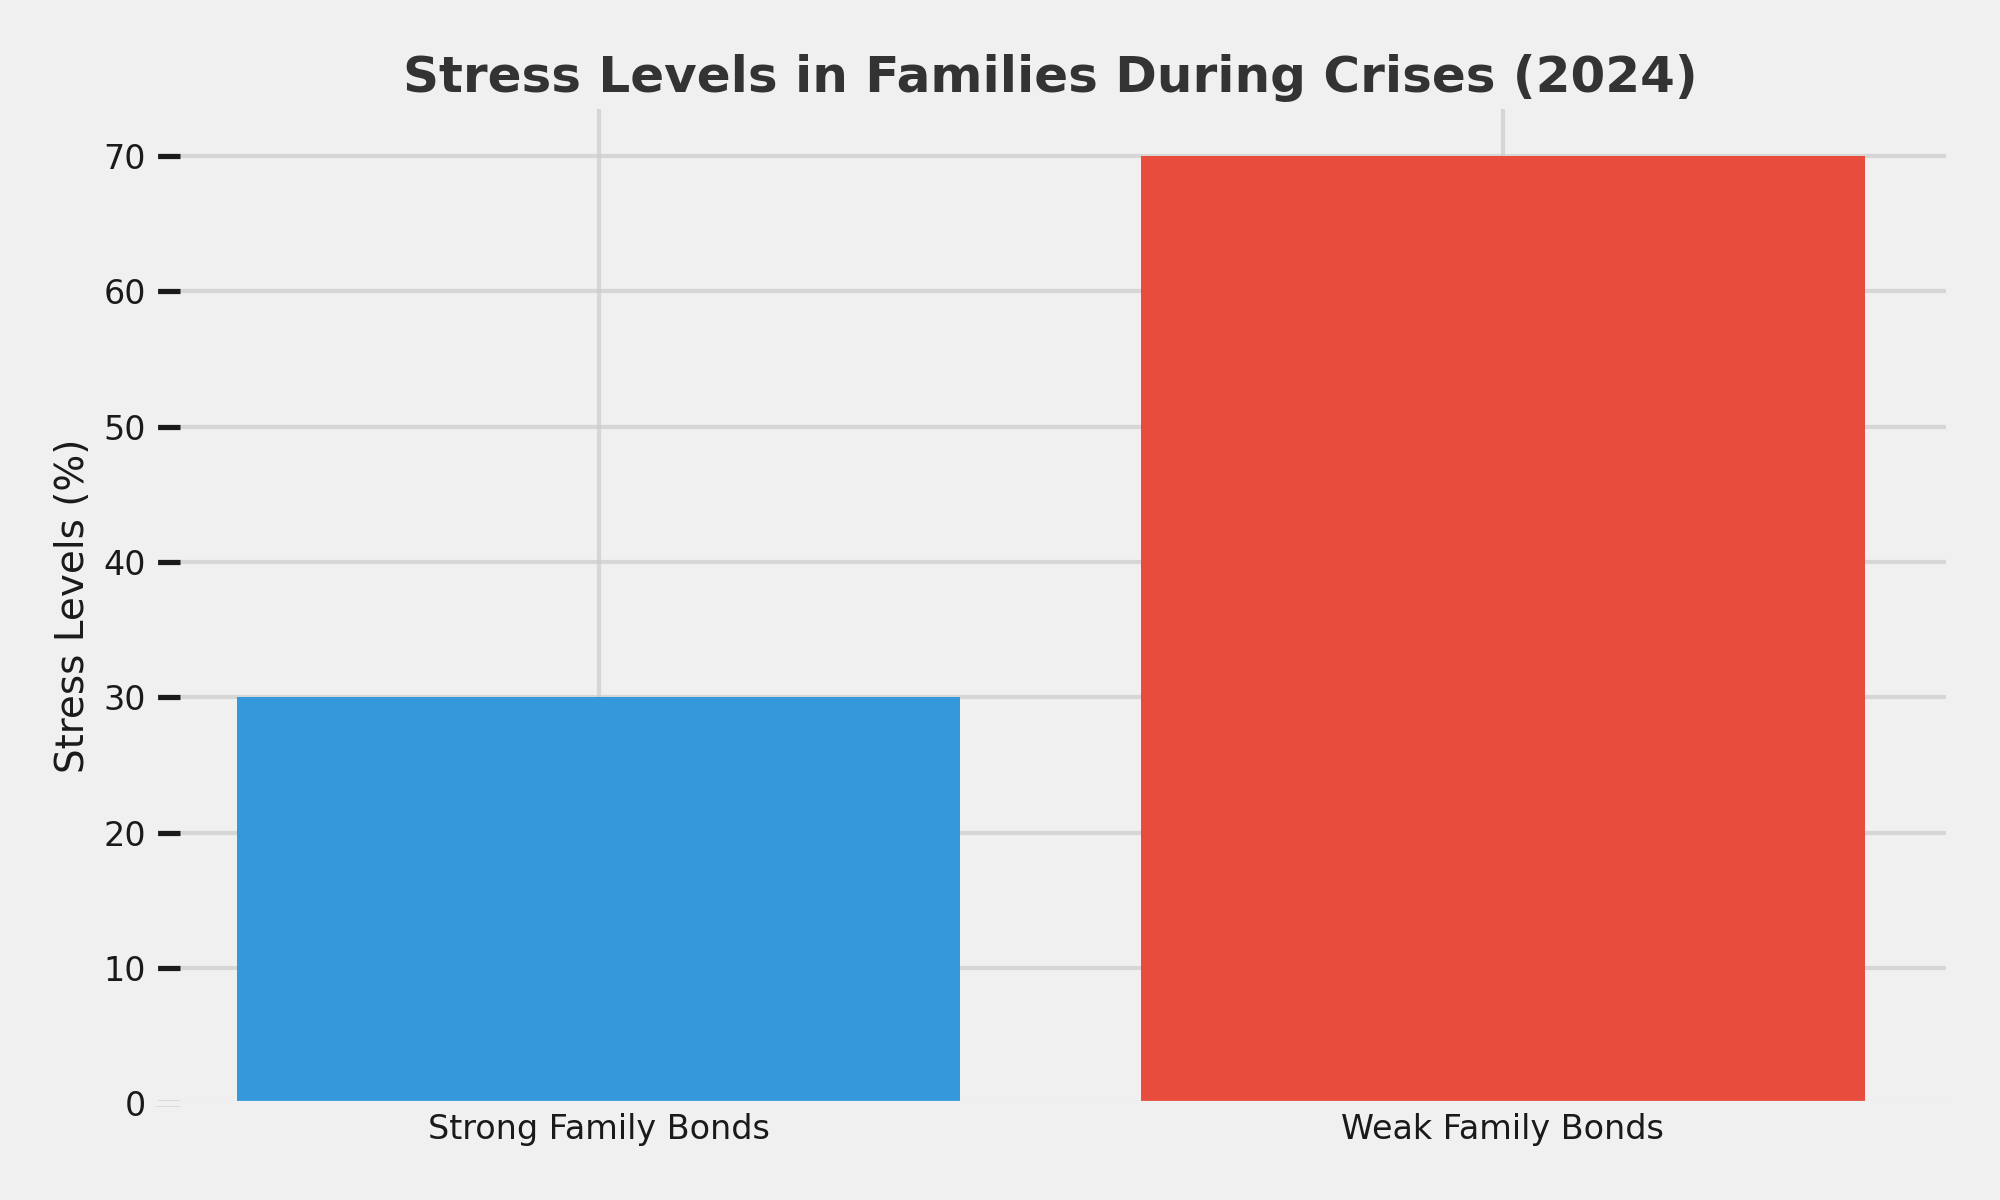 Stress Levels in Families During Crises (2024)
Stress Levels (%)
70
60
50
40
30
20
10
0
Strong Family Bonds
Weak Family Bonds